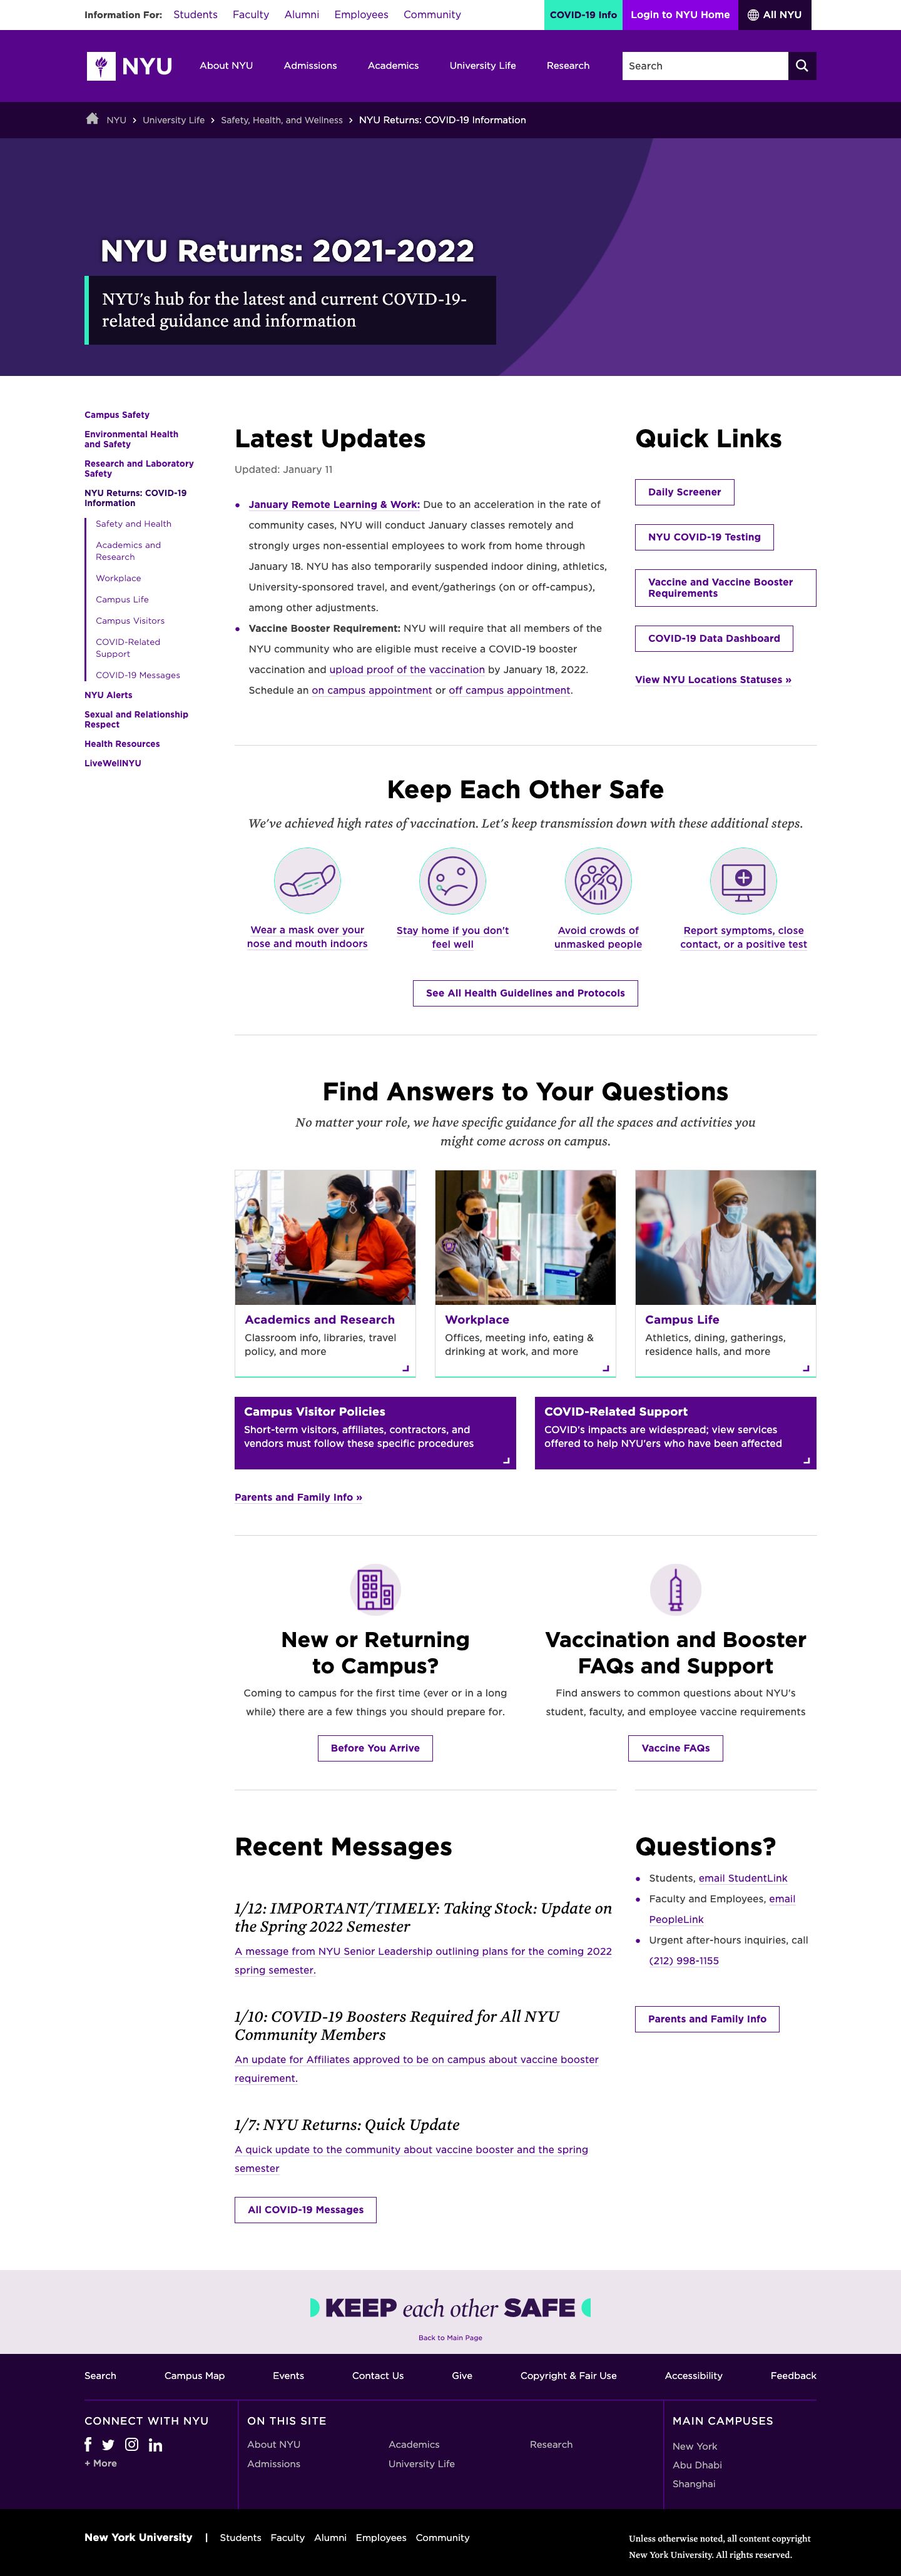 Information For: Students Faculty Alumni Employees Community COVID-19 Info Login to NYU Home All NYU
NYU About NYU Admissions Academics University Life Research Search
NYU › University Life › Safety, Health, and Wellness › NYU Returns: COVID-19 Information
NYU Returns: 2021-2022
NYU's hub for the latest and current COVID-19-
related guidance and information
Campus Safety
Environmental Health
and Safety
Research and Laboratory
Safety
NYU Returns: COVID-19
Information
Safety and Health
Academics and
Research
Workplace
Campus Life
Campus Visitors
COVID-Related
Support
COVID-19 Messages
NYU Alerts
Sexual and Relationship
Respect
Health Resources
LiveWellNYU
Latest Updates
Updated: January 11
• January Remote Learning & Work: Due to an acceleration in the rate of
community cases, NYU will conduct January classes remotely and
strongly urges non-essential employees to work from home through
January 18. NYU has also temporarily suspended indoor dining, athletics,
University-sponsored travel, and event/gatherings (on or off-campus),
among other adjustments.
• Vaccine Booster Requirement: NYU will require that all members of the
NYU community who are eligible must receive a COVID-19 booster
vaccination and upload proof of the vaccination by January 18, 2022.
Schedule an on campus appointment or off campus appointment.
Quick Links
Daily Screener
NYU COVID-19 Testing
Vaccine and Vaccine Booster
Requirements
COVID-19 Data Dashboard
View NYU Locations Statuses »
Keep Each Other Safe
We've achieved high rates of vaccination. Let's keep transmission down with these additional steps.
Wear a mask over your
nose and mouth indoors
Stay home if you don't
feel well
Avoid crowds of
unmasked people
Report symptoms, close
contact, or a positive test
See All Health Guidelines and Protocols
Find Answers to Your Questions
No matter your role, we have specific guidance for all the spaces and activities you
might come across on campus.
AED
Academics and Research
Classroom info, libraries, travel
policy, and more
Workplace
Offices, meeting info, eating &
drinking at work, and more
Campus Life
Athletics, dining, gatherings,
residence halls, and more
Campus Visitor Policies
Short-term visitors, affiliates, contractors, and
vendors must follow these specific procedures
COVID-Related Support
COVID's impacts are widespread; view services
offered to help NYU'ers who have been affected
Parents and Family Info »
New or Returning
to Campus?
Coming to campus for the first time (ever or in a long
while) there are a few things you should prepare for.
Before You Arrive
Vaccination and Booster
FAQs and Support
Find answers to common questions about NYU's
student, faculty, and employee vaccine requirements
Vaccine FAQs
Recent Messages
1/12: IMPORTANT/TIMELY: Taking Stock: Update on
the Spring 2022 Semester
A message from NYU Senior Leadership outlining plans for the coming 2022
spring semester.
1/10: COVID-19 Boosters Required for All NYU
Community Members
An update for Affiliates approved to be on campus about vaccine booster
requirement.
1/7: NYU Returns: Quick Update
A quick update to the community about vaccine booster and the spring
semester
All COVID-19 Messages
Questions?
• Students, email StudentLink
• Faculty and Employees, email
PeopleLink
• Urgent after-hours inquiries, call
(212) 998-1155
Parents and Family Info
KEEP each other SAFE
Back to Main Page
Search Campus Map Events Contact Us Give Copyright & Fair Use Accessibility Feedback
CONNECT WITH NYU
+ More
ON THIS SITE
About NYU Academics Research
Admissions University Life
MAIN CAMPUSES
New York
Abu Dhabi
Shanghai
New York University | Students Faculty Alumni Employees Community
Unless otherwise noted, all content copyright
New York University. All rights reserved.